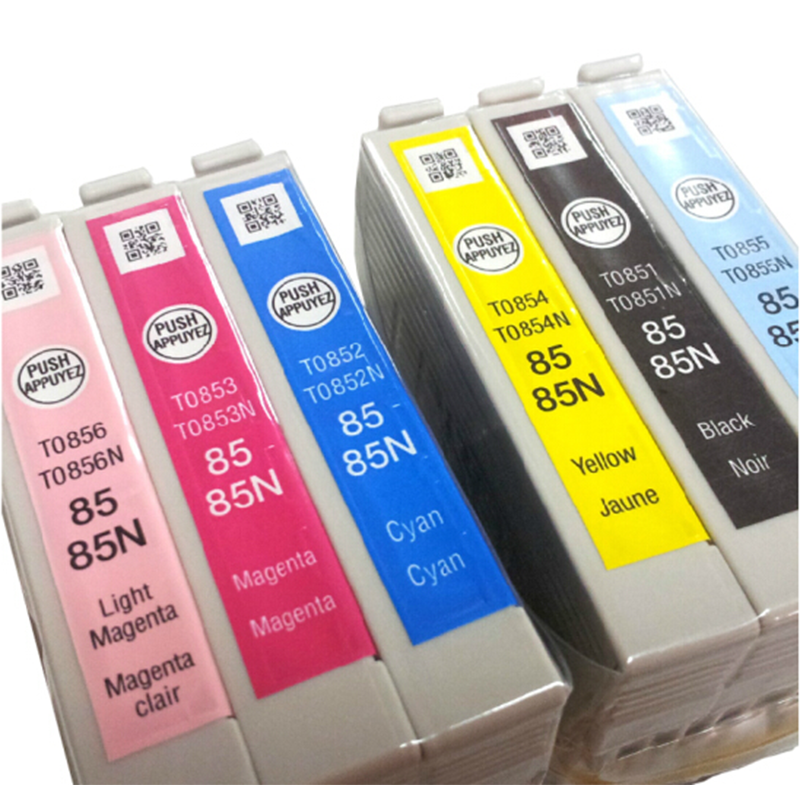 PUSH
APPUYEZ
T0856
T0856N
85
85N
Light
Magenta
Magenta
clair
PUSH
APPUYEZ
T0853
T0853N
85
85N
Magenta
Magenta
PUSH
APPUYEZ
T0852
T0852N
85
85N
Cyan
Cyan
PUSH
APPUYEZ
T0854
T0854N
85
85N
Yellow
Jaune
PUSH
APPUYEZ
T0851
T0851N
85
85N
Black
Noir
PUSH
APPUYEZ
T0855
T0855N
85
85